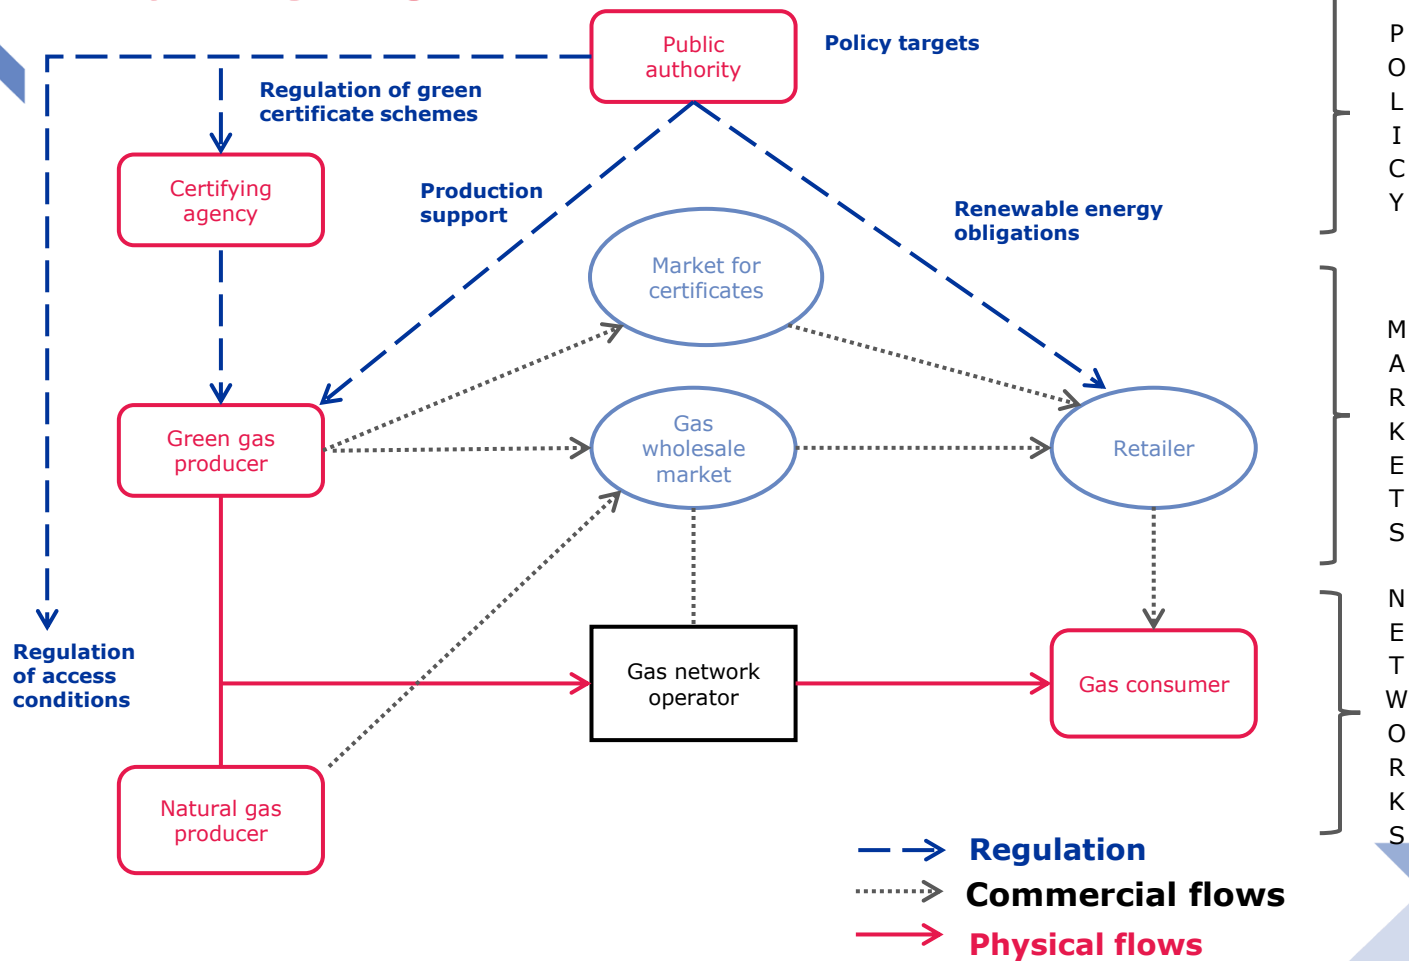 Public
authority
Policy targets
Regulation of green
certificate schemes
Certifying
agency
Production
support
Renewable energy
obligations
Market for
certificates
Green gas
producer
Gas
wholesale
market
Retailer
Regulation
of access
conditions
Gas network
operator
Gas consumer
Natural gas
producer
Regulation
Commercial flows
Physical flows
P
O
L
I
C
Y
M
A
R
K
E
T
S
N
E
T
W
O
R
K
S